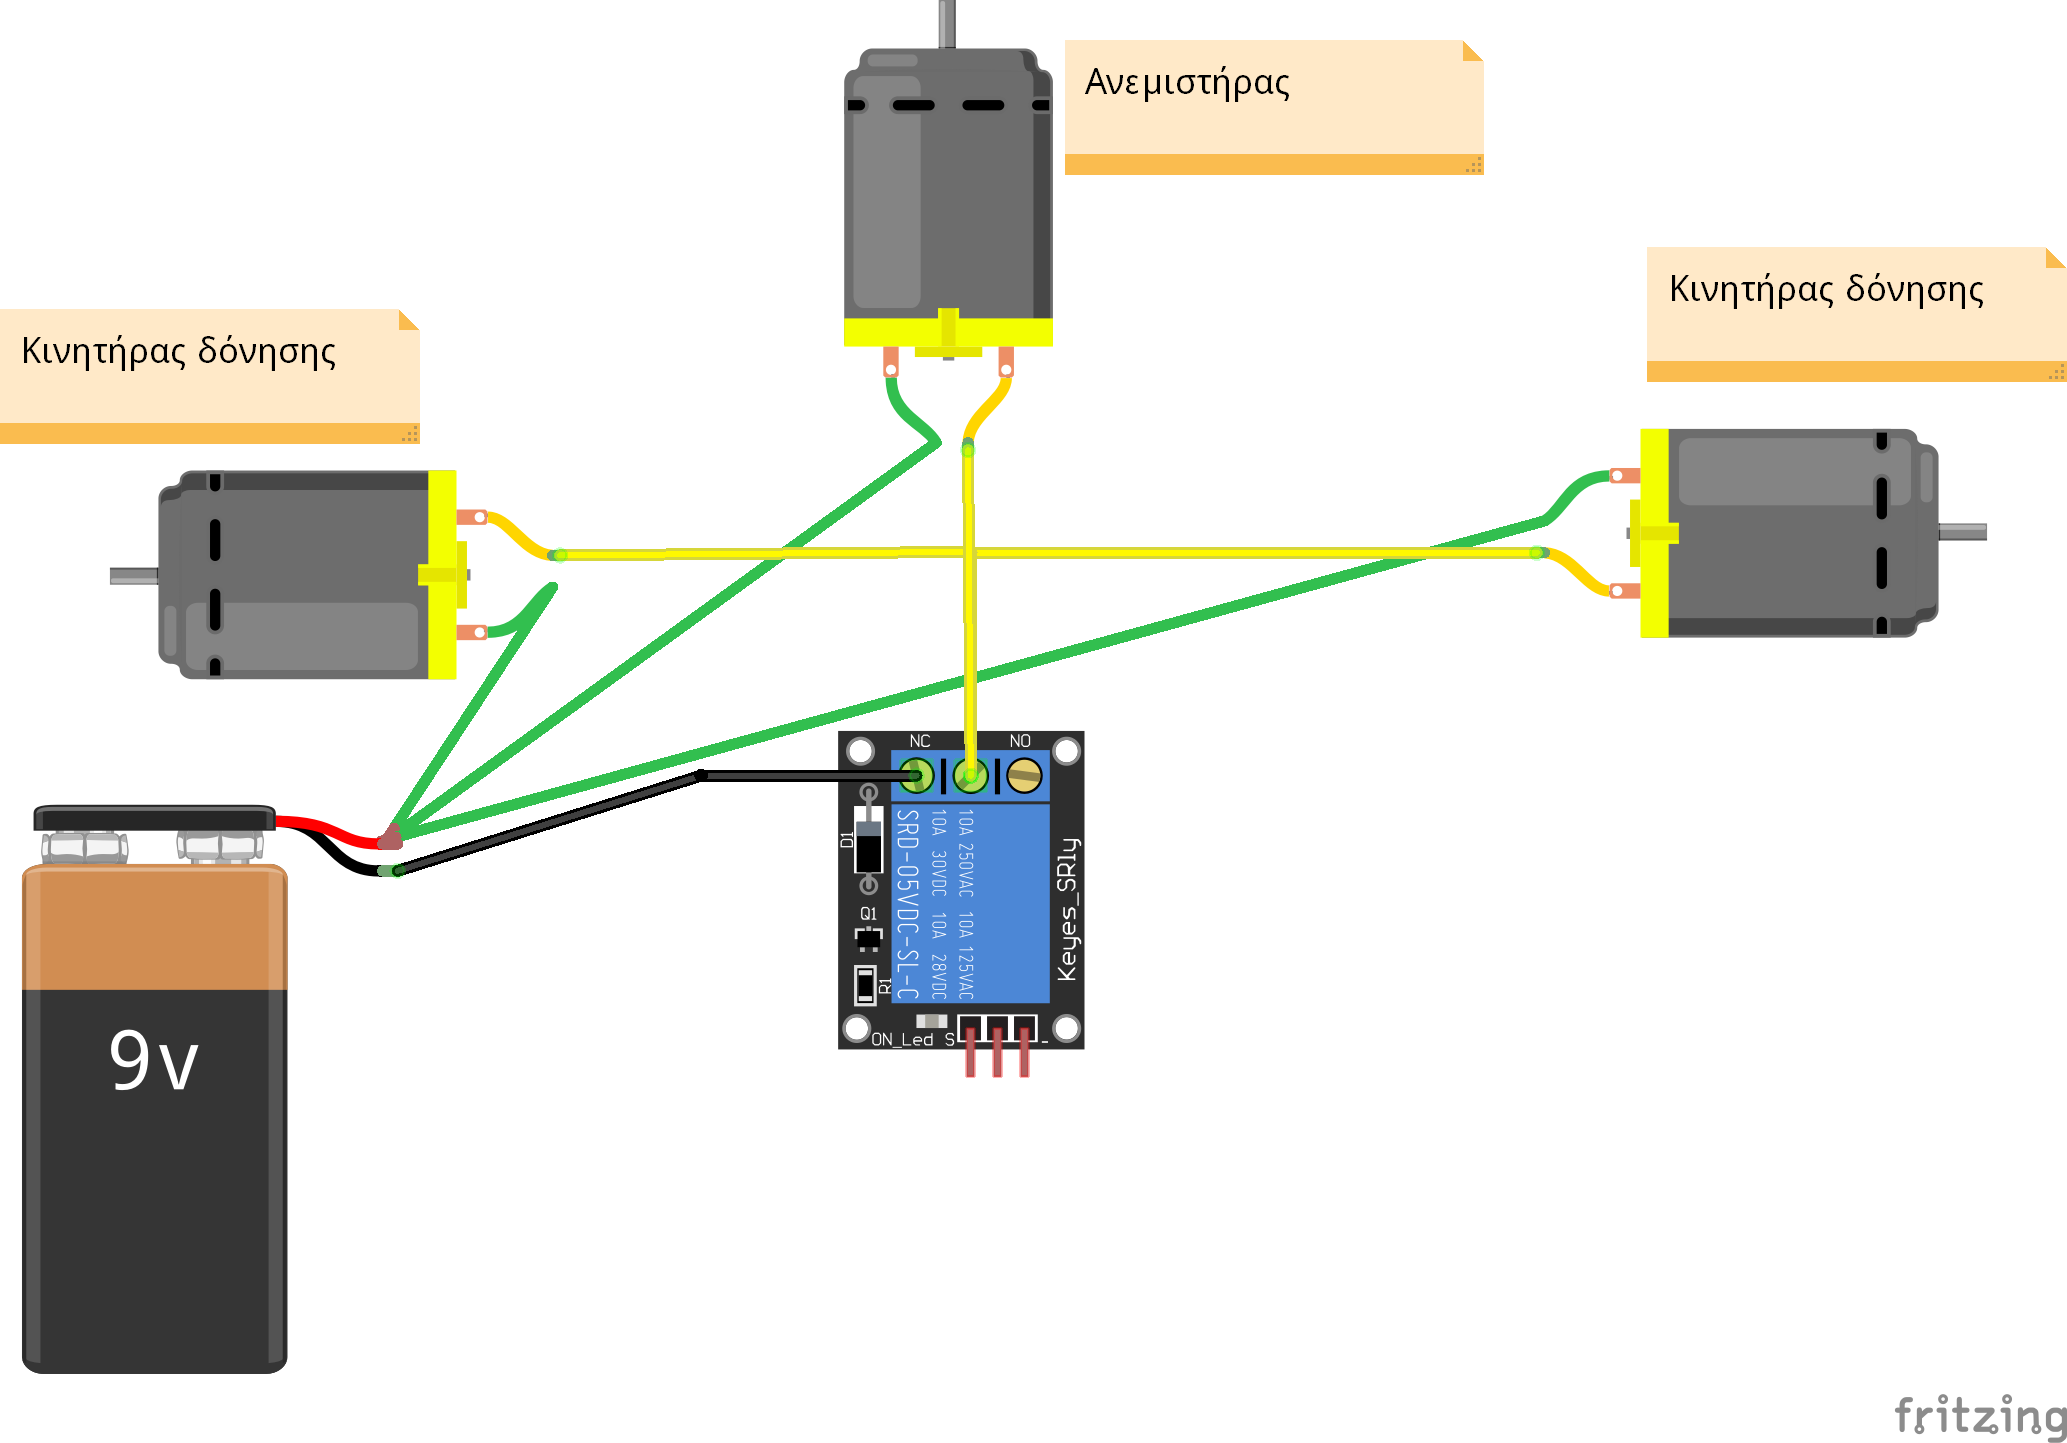 Ανεμιστήρας
Κινητήρας δόνησης
Κινητήρας δόνησης
NC
NO
D1
SRD-05VDC-SL-C
10A 30VDC 10A 28VDC
10A 250VAC 10A 125VAC
Keyes_SRly
Q1
R1
ON_Led S
-
9v
fritzing